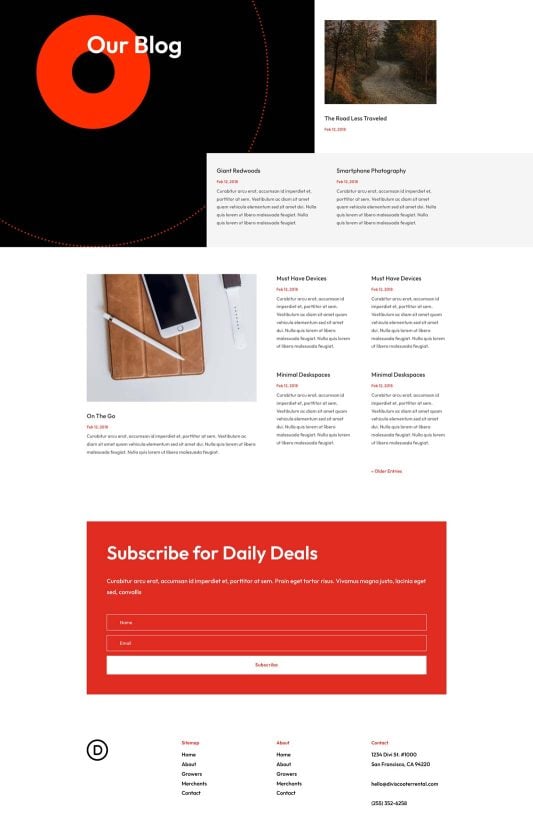 Our Blog
The Road Less Traveled
Feb 12, 2018
Giant Redwoods
Feb 12, 2018
Curabitur arcu erat, accumsan id imperdiet et,
porttitor at sem. Vestibulum ac diam sit amet
quam vehicula elementum sed sit amet dui. Nulla
quis lorem ut libero malesuada feugiat. Nulla
quis lorem ut libero malesuada feugiat.
Smartphone Photography
Feb 12, 2018
Curabitur arcu erat, accumsan id imperdiet et,
porttitor at sem. Vestibulum ac diam sit amet
quam vehicula elementum sed sit amet dui. Nulla
quis lorem ut libero malesuada feugiat. Nulla
quis lorem ut libero malesuada feugiat.
On The Go
Feb 12, 2018
Curabitur arcu erat, accumsan id imperdiet et, porttitor at sem. Vestibulum ac
diam sit amet quam vehicula elementum sed sit amet dui. Nulla quis lorem ut libero
malesuada feugiat. Nulla quis lorem ut libero malesuada feugiat.
Must Have Devices
Feb 12, 2018
Curabitur arcu erat, accumsan id
imperdiet et, porttitor at sem.
Vestibulum ac diam sit amet quam
vehicula elementum sed sit amet
dui. Nulla quis lorem ut libero
malesuada feugiat. Nulla quis lorem
ut libero malesuada feugiat.
Must Have Devices
Feb 12, 2018
Curabitur arcu erat, accumsan id
imperdiet et, porttitor at sem.
Vestibulum ac diam sit amet quam
vehicula elementum sed sit amet
dui. Nulla quis lorem ut libero
malesuada feugiat. Nulla quis lorem
ut libero malesuada feugiat.
Minimal Deskspaces
Feb 12, 2018
Curabitur arcu erat, accumsan id
imperdiet et, porttitor at sem.
Vestibulum ac diam sit amet quam
vehicula elementum sed sit amet
dui. Nulla quis lorem ut libero
malesuada feugiat. Nulla quis lorem
ut libero malesuada feugiat.
Minimal Deskspaces
Feb 12, 2018
Curabitur arcu erat, accumsan id
imperdiet et, porttitor at sem.
Vestibulum ac diam sit amet quam
vehicula elementum sed sit amet
dui. Nulla quis lorem ut libero
malesuada feugiat. Nulla quis lorem
ut libero malesuada feugiat.
« Older Entries
Subscribe for Daily Deals
Curabitur arcu erat, accumsan id imperdiet et, porttitor at sem. Proin eget tortor risus. Vivamus magna justo, lacinia eget
sed, convallis
Name
Email
Subscribe
D
Sitemap
Home
About
Growers
Merchants
Contact
About
Home
About
Growers
Merchants
Contact
Contact
1234 Divi St. #1000
San Francisco, CA 94220
hello@diviscooterrental.com
(255) 352-6258